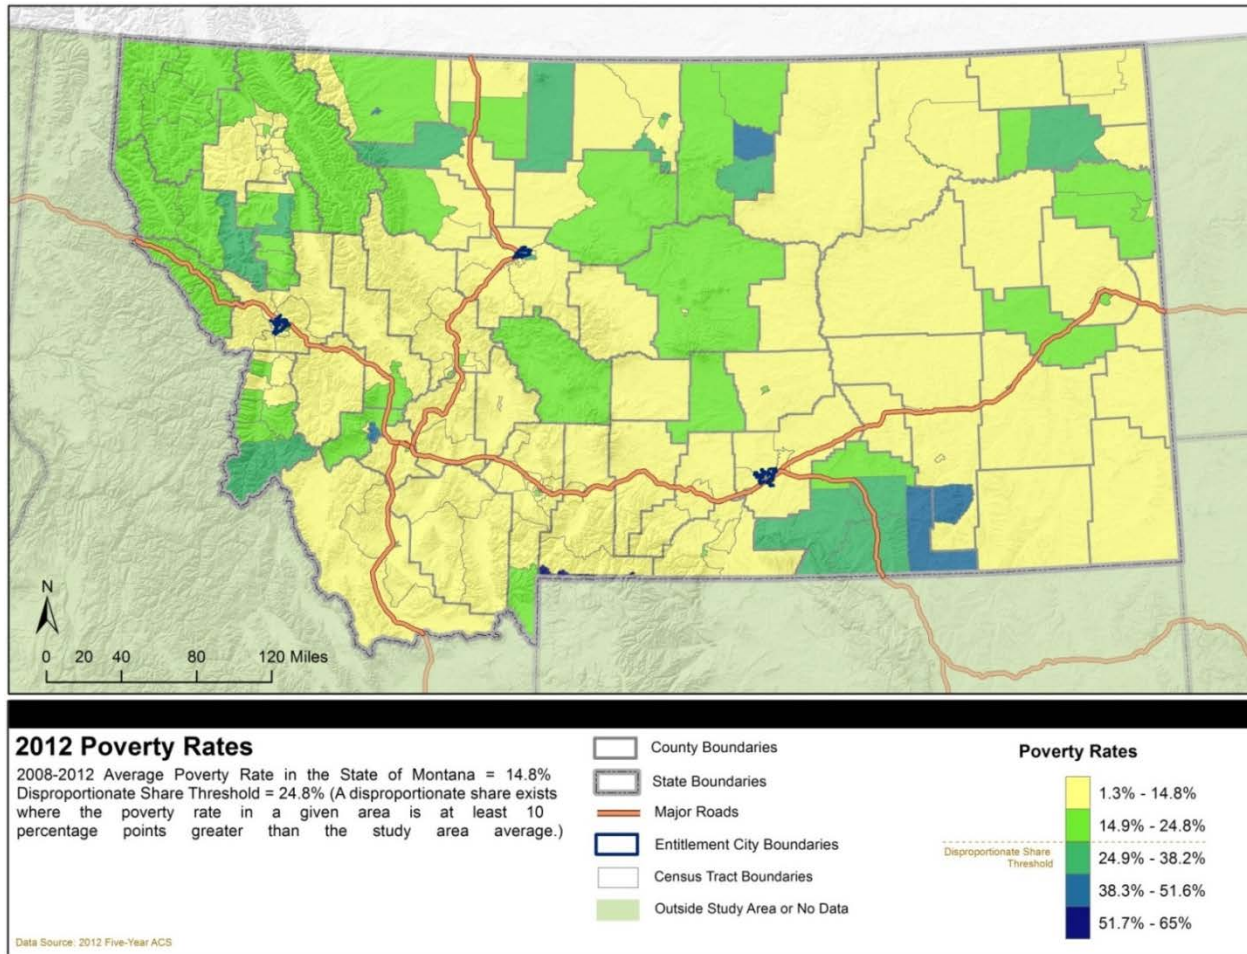 N
0 20 40 80 120 Miles
2012 Poverty Rates
2008-2012 Average Poverty Rate in the State of Montana = 14.8%
Disproportionate Share Threshold = 24.8% (A disproportionate share exists
where the poverty rate in a given area is at least 10
percentage points greater than the study area average.)
Data Source: 2012 Five-Year ACS
County Boundaries
State Boundaries
Major Roads
Entitlement City Boundaries
Census Tract Boundaries
Outside Study Area or No Data
Poverty Rates
1.3% - 14.8%
14.9% - 24.8%
Disproportionate Share
Threshold
24.9% - 38.2%
38.3% - 51.6%
51.7% - 65%